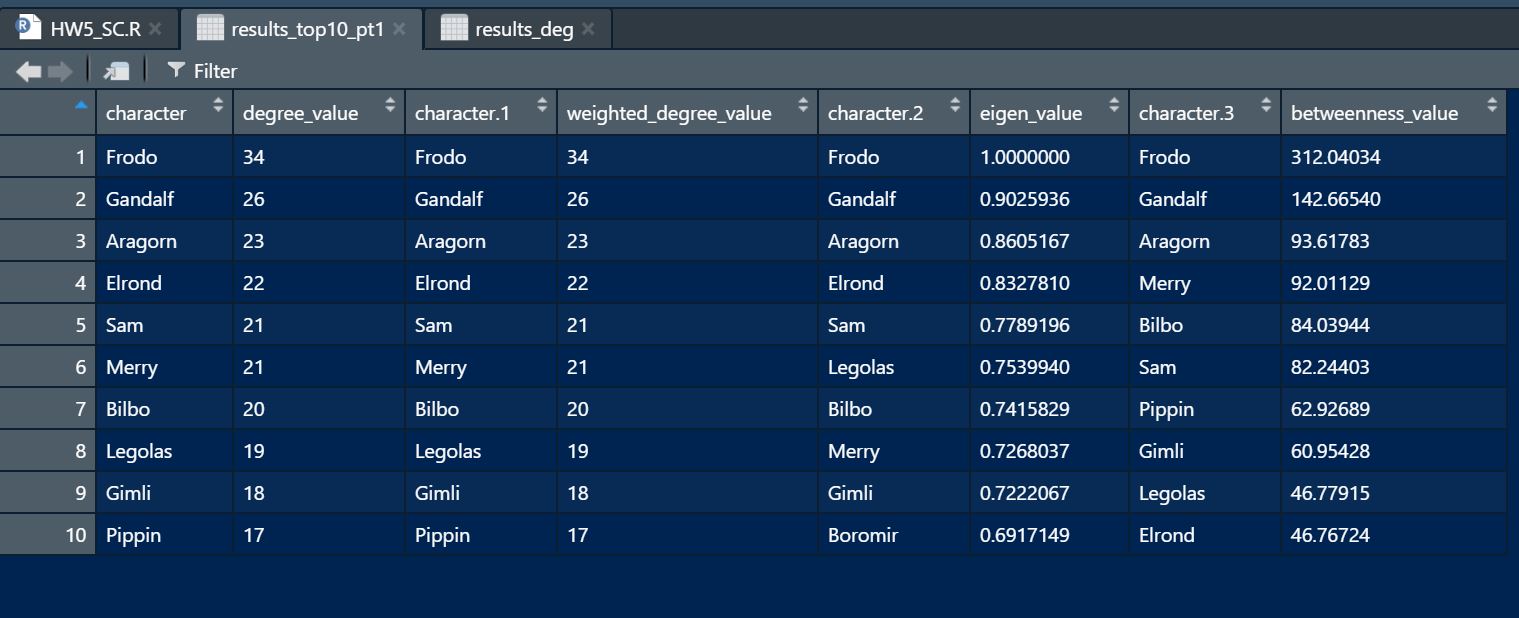 R HW5_SC.R × results_top10_pt1 × results_deg ×
Filter
character degree_value character.1 weighted_degree_value character.2 eigen_value character.3 betweenness_value
1 Frodo 34 Frodo 34 Frodo 1.0000000 Frodo 312.04034
2 Gandalf 26 Gandalf 26 Gandalf 0.9025936 Gandalf 142.66540
3 Aragorn 23 Aragorn 23 Aragorn 0.8605167 Aragorn 93.61783
4 Elrond 22 Elrond 22 Elrond 0.8327810 Merry 92.01129
5 Sam 21 Sam 21 Sam 0.7789196 Bilbo 84.03944
6 Merry 21 Merry 21 Legolas 0.7539940 Sam 82.24403
7 Bilbo 20 Bilbo 20 Bilbo 0.7415829 Pippin 62.92689
8 Legolas 19 Legolas 19 Merry 0.7268037 Gimli 60.95428
9 Gimli 18 Gimli 18 Gimli 0.7222067 Legolas 46.77915
10 Pippin 17 Pippin 17 Boromir 0.6917149 Elrond 46.76724